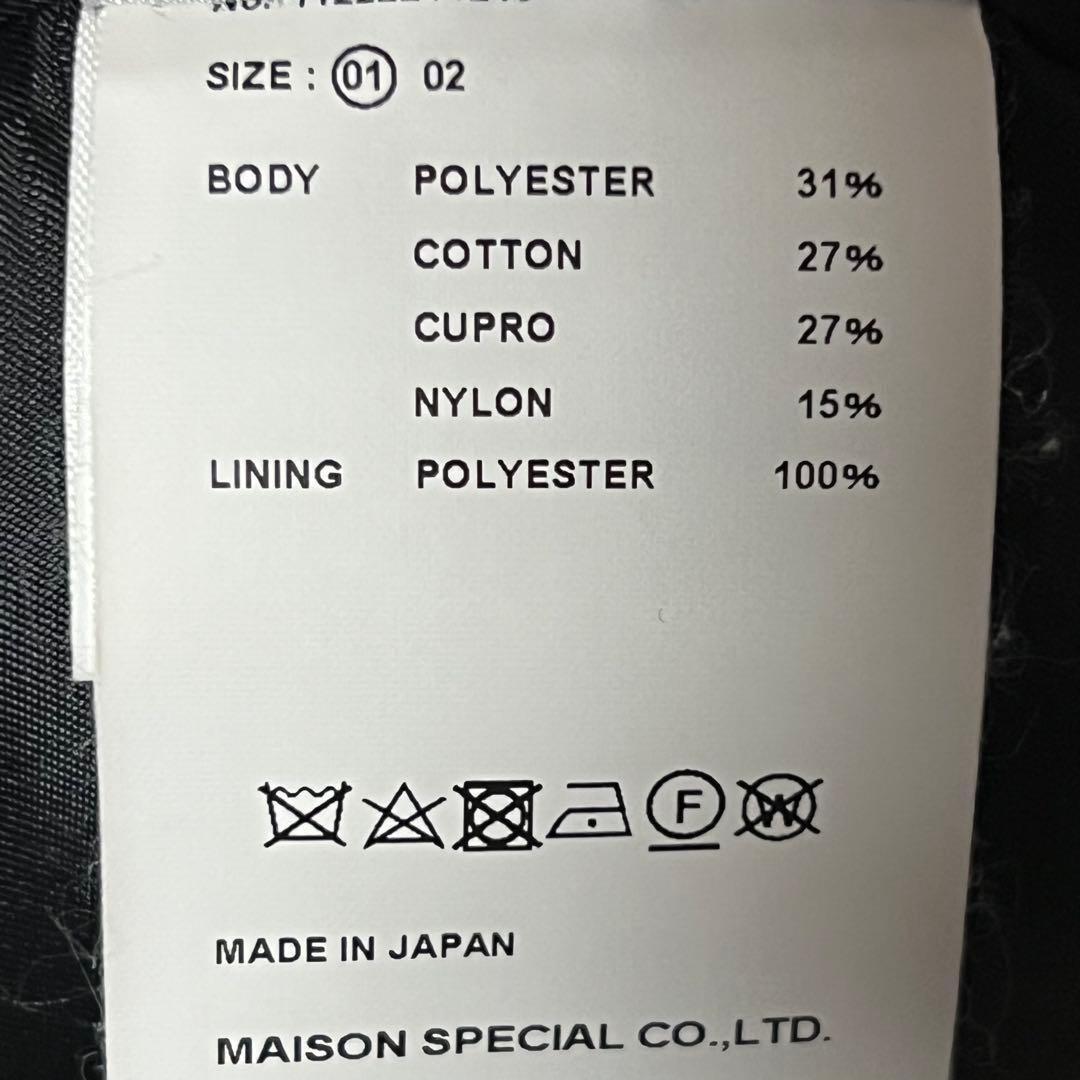 SIZE : 01 02
BODY POLYESTER 31%
COTTON 27%
CUPRO 27%
NYLON 15%
LINING POLYESTER 100%
F W
MADE IN JAPAN
MAISON SPECIAL CO.,LTD.